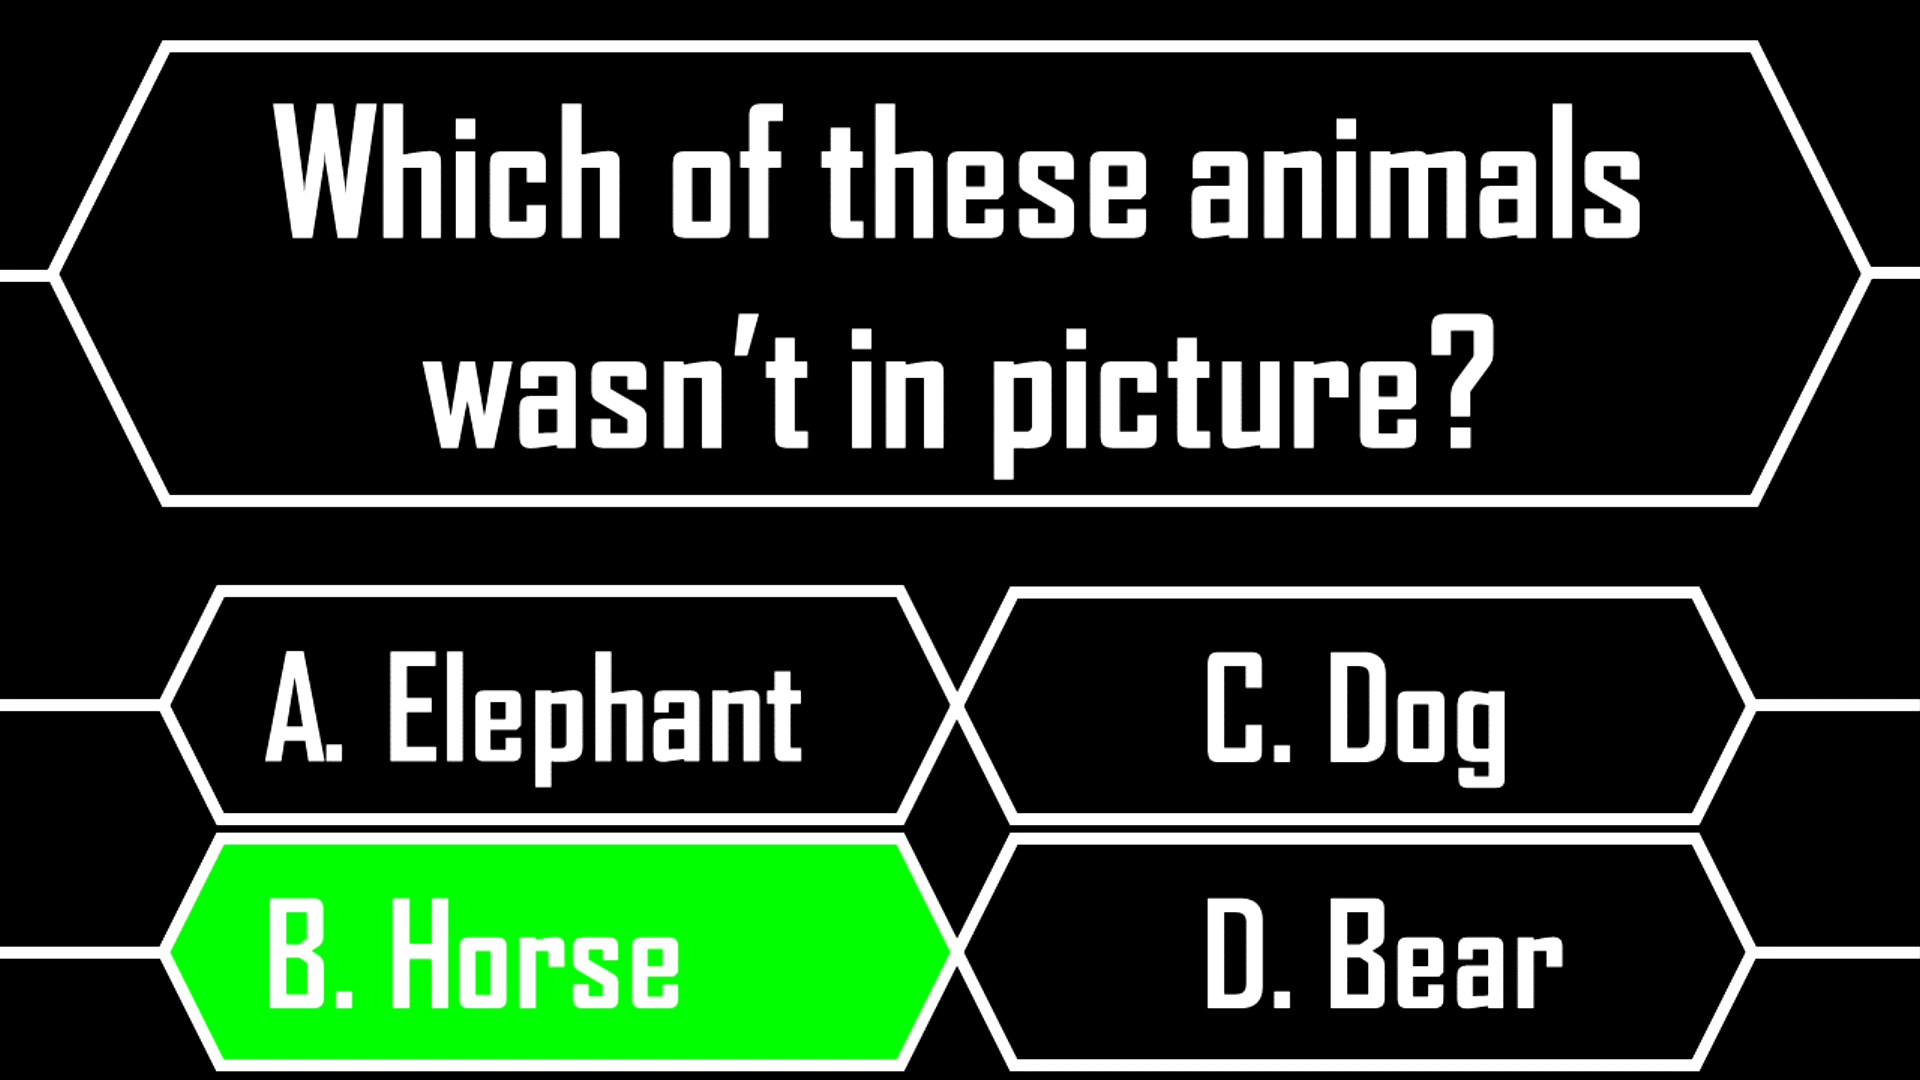 Which of these animals
wasn't in picture?
A. Elephant
C. Dog
B. Horse
D. Bear